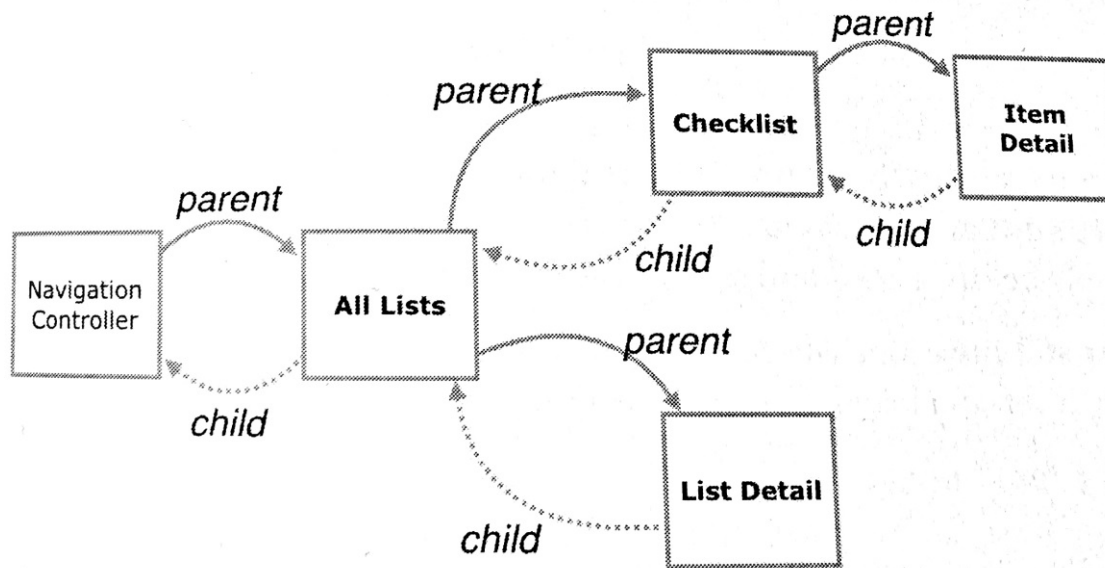 parent
parent
Checklist
Item
Detail
parent
child
child
Navigation
Controller
All Lists
parent
child
List Detail
child